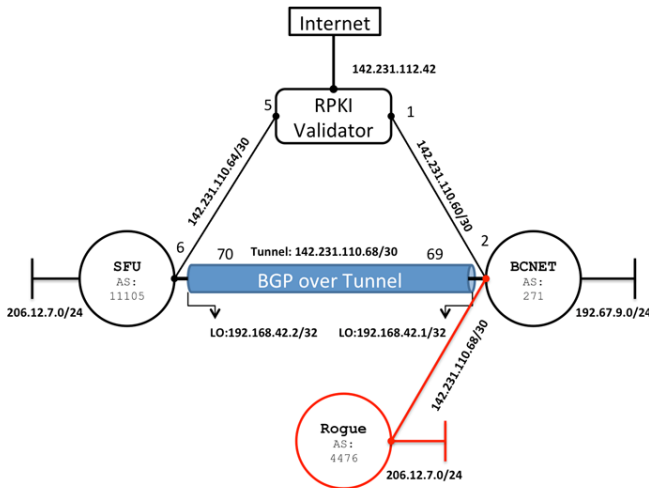 Internet
142.231.112.42
5
RPKI
Validator
1
142.231.110.64/30
142.231.110.60/30
SFU
AS:
11105
6
70
Tunnel: 142.231.110.68/30
69
2
BGP over Tunnel
BCNET
AS:
271
206.12.7.0/24
LO:192.168.42.2/32
LO:192.168.42.1/32
192.67.9.0/24
142.231.110.68/30
Rogue
AS:
4476
206.12.7.0/24